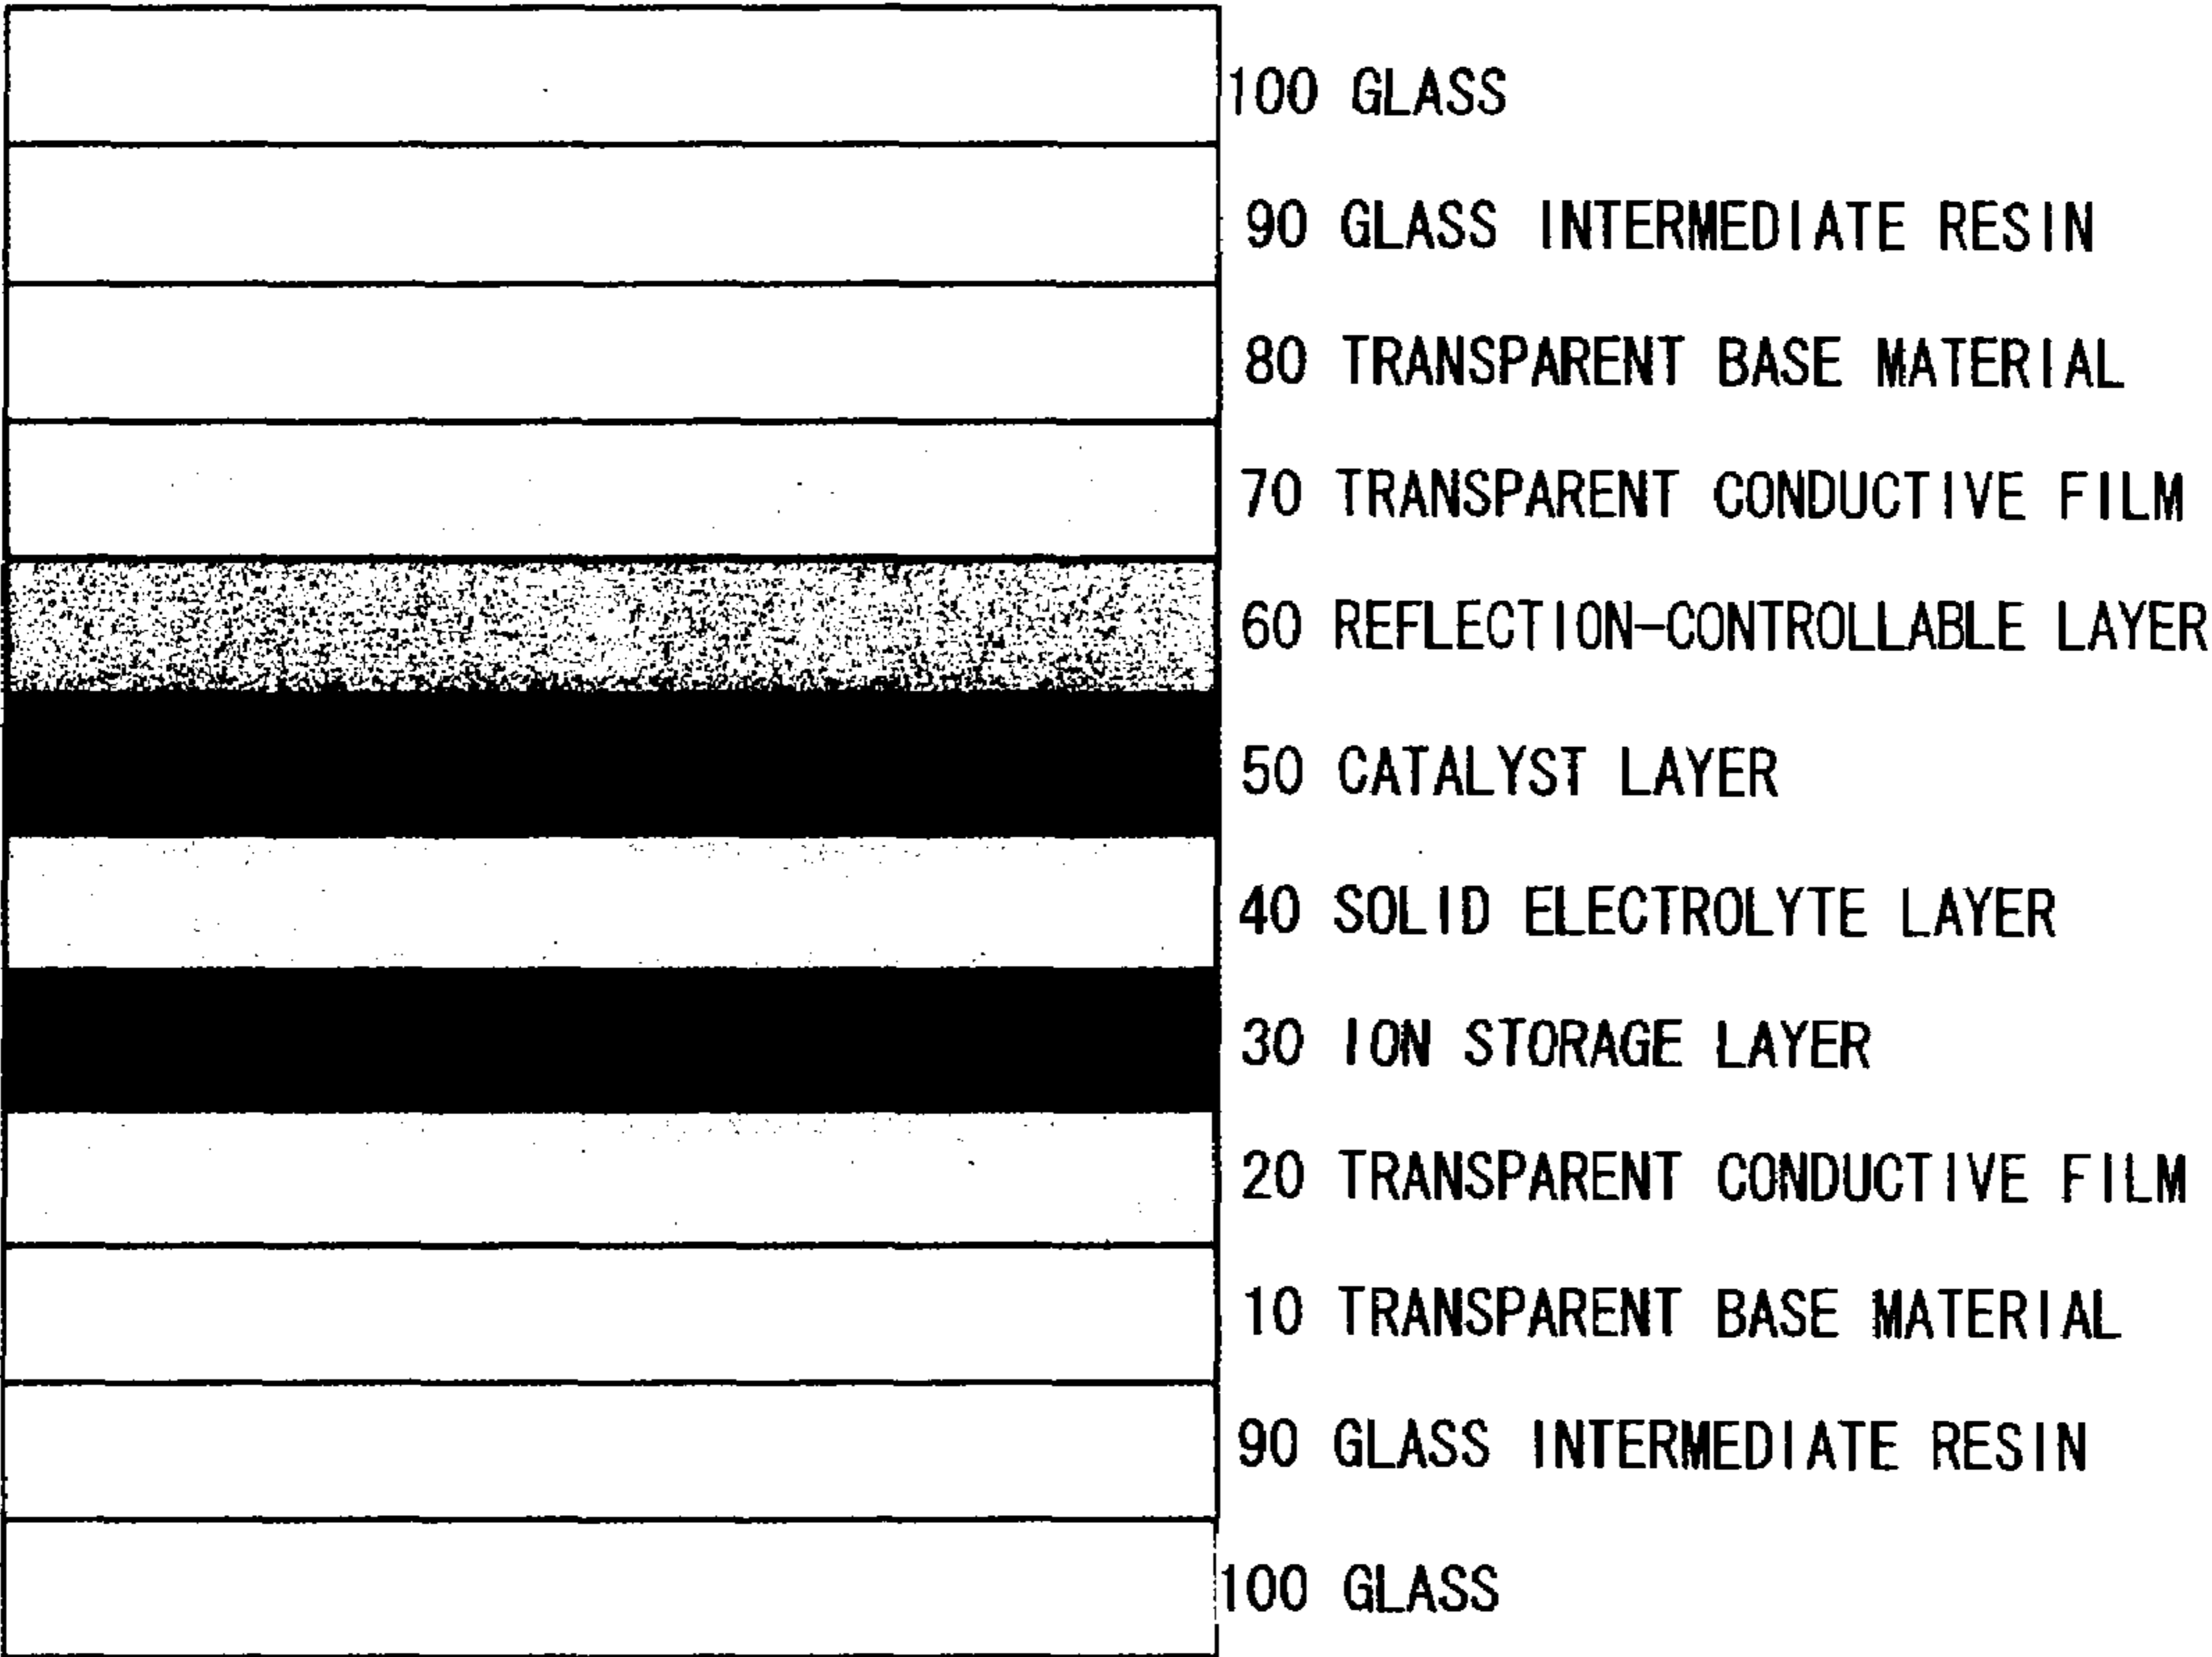 100 GLASS
90 GLASS INTERMEDIATE RESIN
80 TRANSPARENT BASE MATERIAL
70 TRANSPARENT CONDUCTIVE FILM
60 REFLECTION-CONTROLLABLE LAYER
50 CATALYST LAYER
40 SOLID ELECTROLYTE LAYER
30 ION STORAGE LAYER
20 TRANSPARENT CONDUCTIVE FILM
10 TRANSPARENT BASE MATERIAL
90 GLASS INTERMEDIATE RESIN
100 GLASS